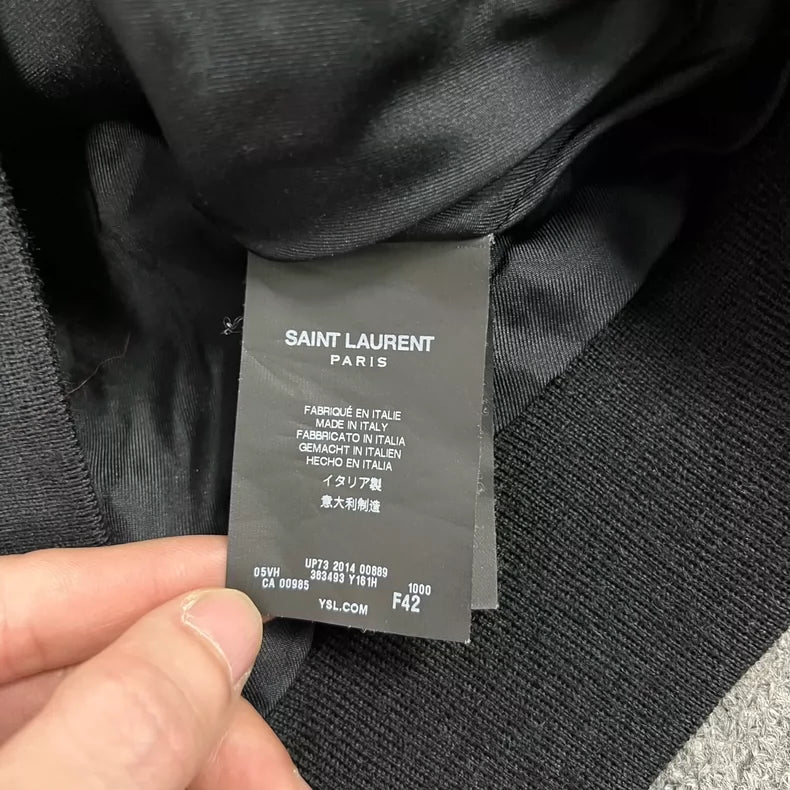 SAINT LAURENT
PARIS
FABRIQUÉ EN ITALIE
MADE IN ITALY
FABBRICATO IN ITALIA
GEMACHT IN ITALIEN
HECHO EN ITALIA
イタリア製
意大利制造
UP73 2014 00889
05VH 383493 Y161H 1000
CA 00985 F42
YSL.COM